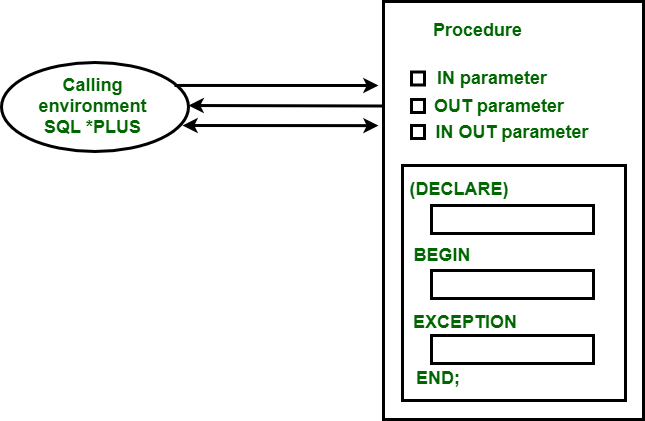 Procedure
Calling
environment
SQL *PLUS
IN parameter
OUT parameter
IN OUT parameter
(DECLARE)
BEGIN
EXCEPTION
END;